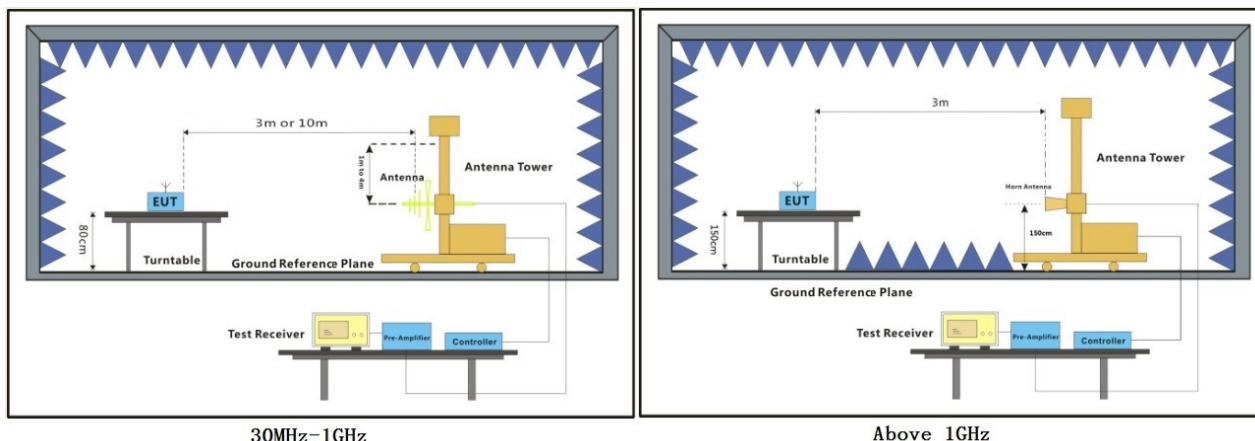 3m or 10m
1m to 4m
Antenna
Antenna Tower
EUT
80cm
Turntable
Ground Reference Plane
Test Receiver
Pre-Amplifier
Controller
30MHz-1GHz
3m
Antenna Tower
Horn Antenna
EUT
150cm
150cm
Turntable
Ground Reference Plane
Test Receiver
Pre-Amplifier
Controller
Above 1GHz